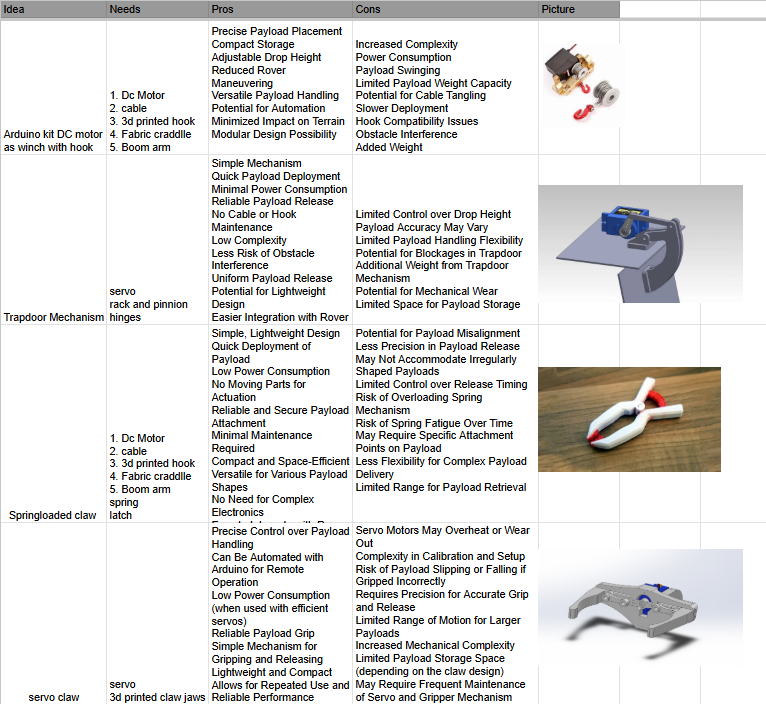 Idea
Needs
Pros
Cons
Picture
Arduino kit DC motor
as winch with hook
1. Dc Motor
2. cable
3. 3d printed hook
4. Fabric craddlle
5. Boom arm
Precise Payload Placement
Compact Storage
Adjustable Drop Height
Reduced Rover
Maneuvering
Versatile Payload Handling
Potential for Automation
Minimized Impact on Terrain
Modular Design Possibility
Increased Complexity
Power Consumption
Payload Swinging
Limited Payload Weight Capacity
Potential for Cable Tangling
Slower Deployment
Hook Compatibility Issues
Obstacle Interference
Added Weight
Trapdoor Mechanism
servo
rack and pinnion
hinges
Simple Mechanism
Quick Payload Deployment
Minimal Power Consumption
Reliable Payload Release
No Cable or Hook
Maintenance
Low Complexity
Less Risk of Obstacle
Interference
Uniform Payload Release
Potential for Lightweight
Design
Easier Integration with Rover
Limited Control over Drop Height
Payload Accuracy May Vary
Limited Payload Handling Flexibility
Potential for Blockages in Trapdoor
Additional Weight from Trapdoor
Mechanism
Potential for Mechanical Wear
Limited Space for Payload Storage
Springloaded claw
1. Dc Motor
2. cable
3. 3d printed hook
4. Fabric craddlle
5. Boom arm
spring
latch
Simple, Lightweight Design
Quick Deployment of
Payload
Low Power Consumption
No Moving Parts for
Actuation
Reliable and Secure Payload
Attachment
Minimal Maintenance
Required
Compact and Space-Efficient
Versatile for Various Payload
Shapes
No Need for Complex
Electronics
Potential for Payload Misalignment
Less Precision in Payload Release
May Not Accommodate Irregularly
Shaped Payloads
Limited Control over Release Timing
Risk of Overloading Spring
Mechanism
Risk of Spring Fatigue Over Time
May Require Specific Attachment
Points on Payload
Less Flexibility for Complex Payload
Delivery
Limited Range for Payload Retrieval
servo claw
servo
3d printed claw jaws
Precise Control over Payload
Handling
Can Be Automated with
Arduino for Remote
Operation
Low Power Consumption
(when used with efficient
servos)
Reliable Payload Grip
Simple Mechanism for
Gripping and Releasing
Lightweight and Compact
Allows for Repeated Use and
Reliable Performance
Servo Motors May Overheat or Wear
Out
Complexity in Calibration and Setup
Risk of Payload Slipping or Falling if
Gripped Incorrectly
Requires Precision for Accurate Grip
and Release
Limited Range of Motion for Larger
Payloads
Increased Mechanical Complexity
Limited Payload Storage Space
(depending on the claw design)
May Require Frequent Maintenance
of Servo and Gripper Mechanism